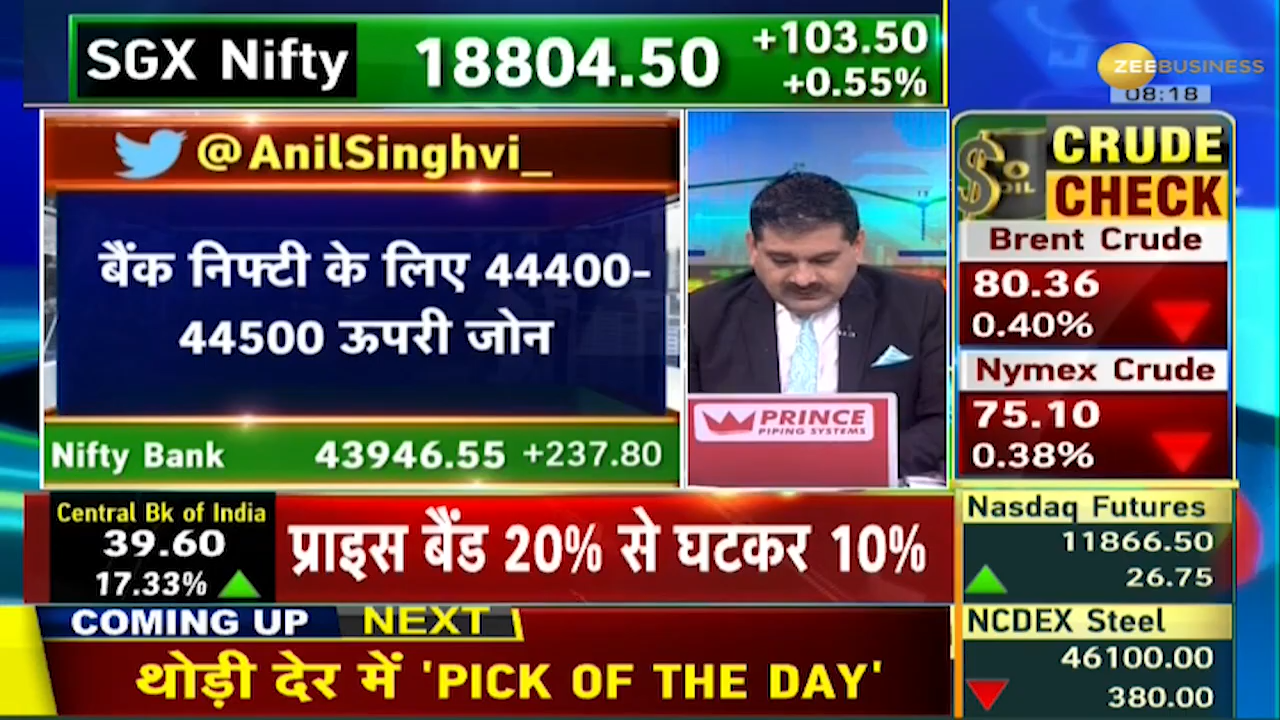 SGX Nifty 18804.50 +103.50
+0.55%
ZEEBUSINESS
08:18
@AnilSinghvi_
बैंक निफ्टी के लिए 44400-
44500 ऊपरी जोन
Nifty Bank 43946.55 +237.80
PRINCE
PIPING SYSTEMS
$ OIL
CRUDE
CHECK
Brent Crude
80.36
0.40%
Nymex Crude
75.10
0.38%
Central Bk of India
39.60
17.33%
प्राइस बैंड 20% से घटकर 10%
Nasdaq Futures
11866.50
26.75
NCDEX Steel
46100.00
380.00
COMING UP NEXT
थोड़ी देर में 'PICK OF THE DAY'